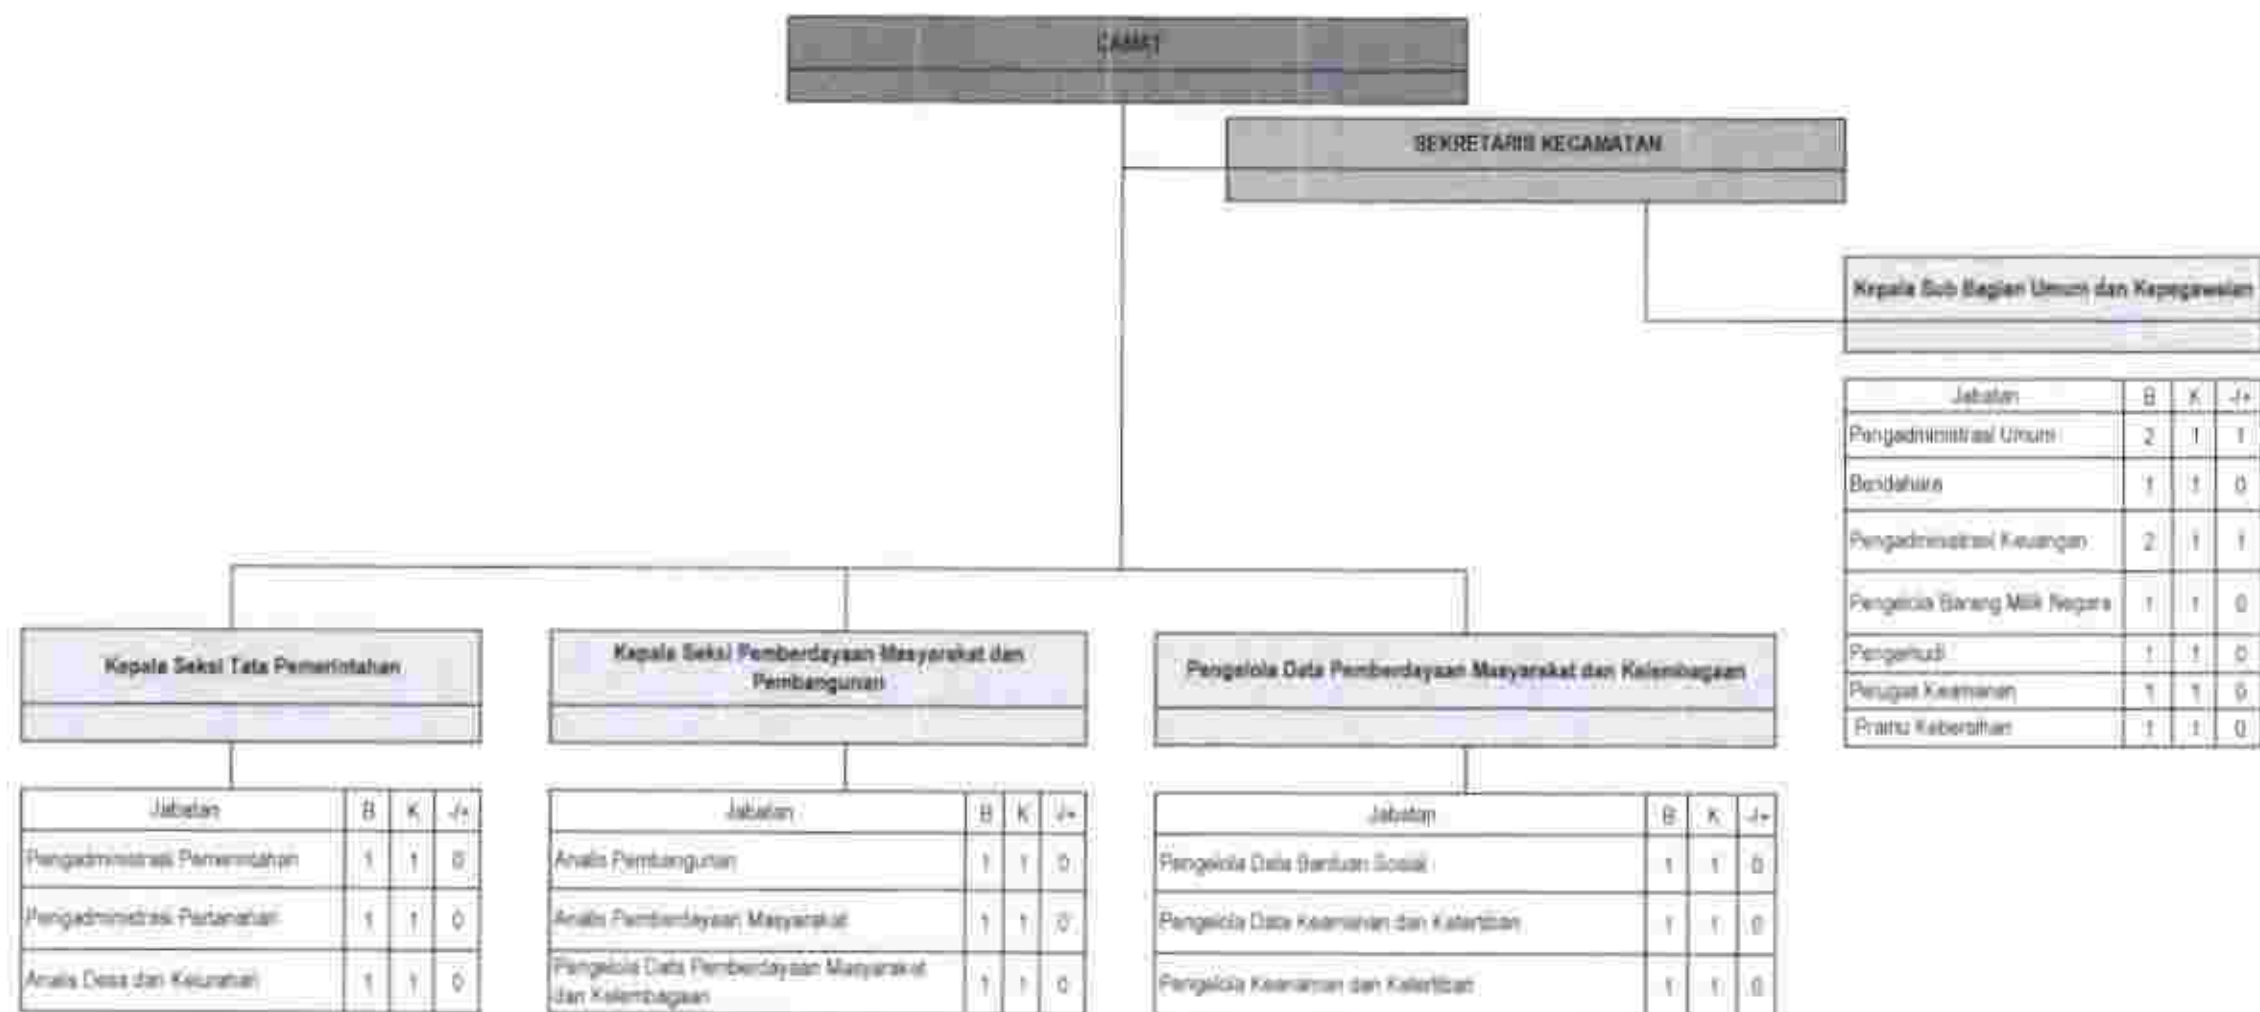 CAMAT
SEKRETARIS KECAMATAN
Kepala Sub Bagian Umum dan Kepegawaian
Jabatan B K -/+
Pengadministrasi Umum 2 1 1
Bendahara 1 1 0
Pengadministrasi Keuangan 2 1 1
Pengelola Barang Milik Negara 1 1 0
Pengemudi 1 1 0
Petugas Keamanan 1 1 0
Pramu Kebersihan 1 1 0
Kepala Seksi Tata Pemerintahan
Jabatan B K -/+
Pengadministrasi Pemerintahan 1 1 0
Pengadministrasi Pertanahan 1 1 0
Analis Desa dan Kelurahan 1 1 0
Kepala Seksi Pemberdayaan Masyarakat dan
Pembangunan
Jabatan B K -/+
Analis Pembangunan 1 1 0
Analis Pemberdayaan Masyarakat 1 1 0
Pengelola Data Pemberdayaan Masyarakat
dan Kelembagaan 1 1 0
Pengelola Data Pemberdayaan Masyarakat dan Kelembagaan
Jabatan B K -/+
Pengelola Data Bantuan Sosial 1 1 0
Pengelola Data Keamanan dan Ketertiban 1 1 0
Pengelola Keamanan dan Ketertiban 1 1 0